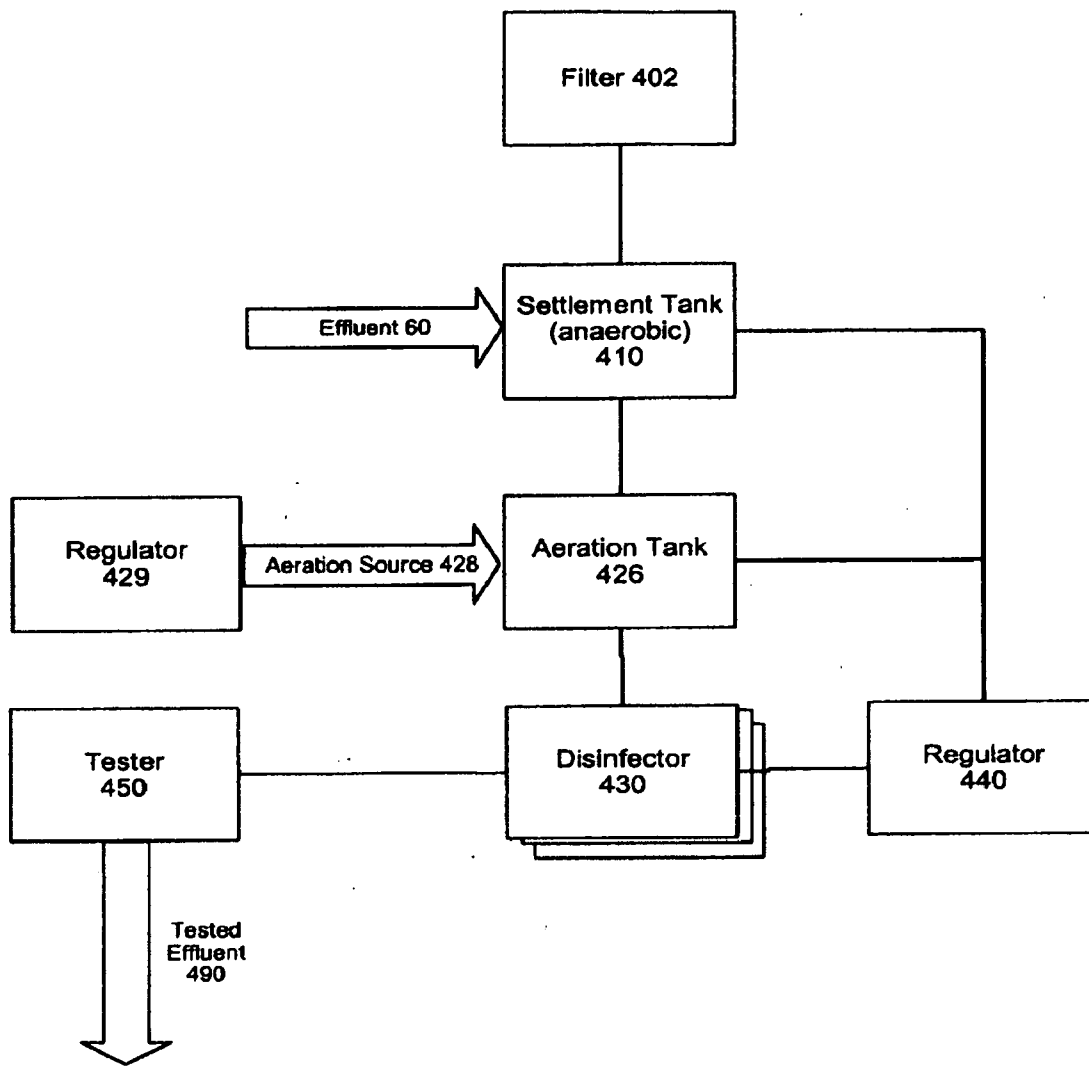 Filter 402
Settlement Tank
(anaerobic)
410
Effluent 60
Regulator
429
Aeration Source 428
Aeration Tank
426
Tester
450
Disinfector
430
Regulator
440
Tested
Effluent
490